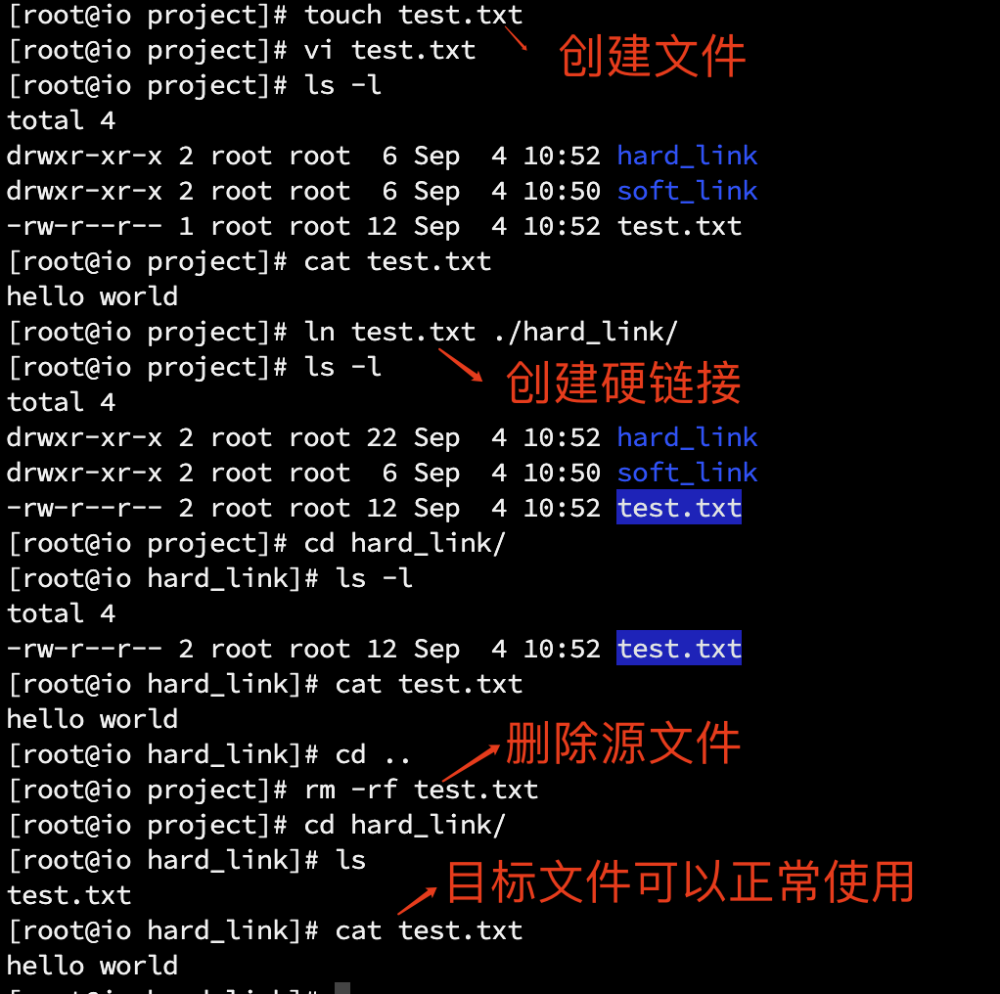 [root@io project]# touch test.txt
[root@io project]# vi test.txt
创建文件
[root@io project]# ls -l
total 4
drwxr-xr-x 2 root root  6 Sep  4 10:52 hard_link
drwxr-xr-x 2 root root  6 Sep  4 10:50 soft_link
-rw-r--r-- 1 root root 12 Sep  4 10:52 test.txt
[root@io project]# cat test.txt
hello world
[root@io project]# ln test.txt ./hard_link/
[root@io project]# ls -l
创建硬链接
total 4
drwxr-xr-x 2 root root 22 Sep  4 10:52 hard_link
drwxr-xr-x 2 root root  6 Sep  4 10:50 soft_link
-rw-r--r-- 2 root root 12 Sep  4 10:52 test.txt
[root@io project]# cd hard_link/
[root@io hard_link]# ls -l
total 4
-rw-r--r-- 2 root root 12 Sep  4 10:52 test.txt
[root@io hard_link]# cat test.txt
hello world
删除源文件
[root@io hard_link]# cd ..
[root@io project]# rm -rf test.txt
[root@io project]# cd hard_link/
[root@io hard_link]# ls
目标文件可以正常使用
test.txt
[root@io hard_link]# cat test.txt
hello world
[root@io hard_link]#